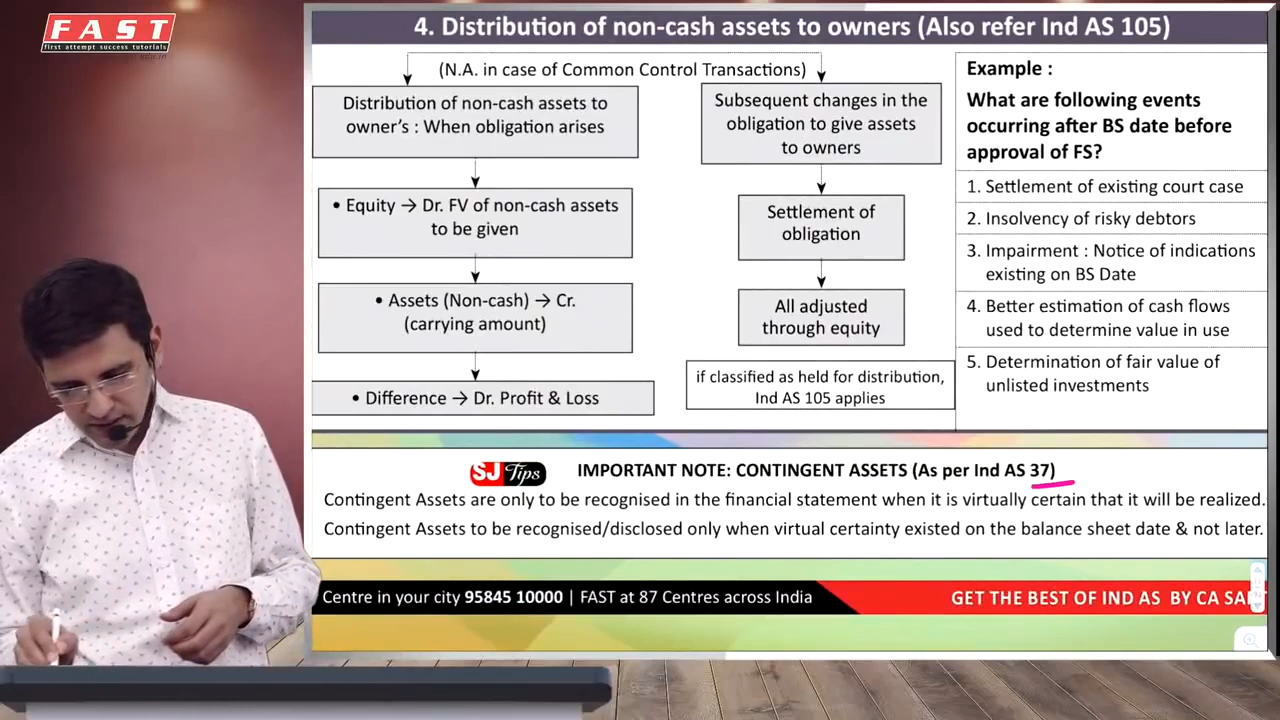 FAST
first attempt success tutorials
4. Distribution of non-cash assets to owners (Also refer Ind AS 105)
(N.A. in case of Common Control Transactions)
Distribution of non-cash assets to
owner's : When obligation arises
• Equity → Dr. FV of non-cash assets
to be given
• Assets (Non-cash) → Cr.
(carrying amount)
• Difference → Dr. Profit & Loss
Subsequent changes in the
obligation to give assets
to owners
Settlement of
obligation
All adjusted
through equity
if classified as held for distribution,
Ind AS 105 applies
Example :
What are following events
occurring after BS date before
approval of FS?
1. Settlement of existing court case
2. Insolvency of risky debtors
3. Impairment : Notice of indications
existing on BS Date
4. Better estimation of cash flows
used to determine value in use
5. Determination of fair value of
unlisted investments
SJ Tips IMPORTANT NOTE: CONTINGENT ASSETS (As per Ind AS 37)
Contingent Assets are only to be recognised in the financial statement when it is virtually certain that it will be realized.
Contingent Assets to be recognised/disclosed only when virtual certainty existed on the balance sheet date & not later.
Centre in your city 95845 10000 | FAST at 87 Centres across India
GET THE BEST OF IND AS BY CA